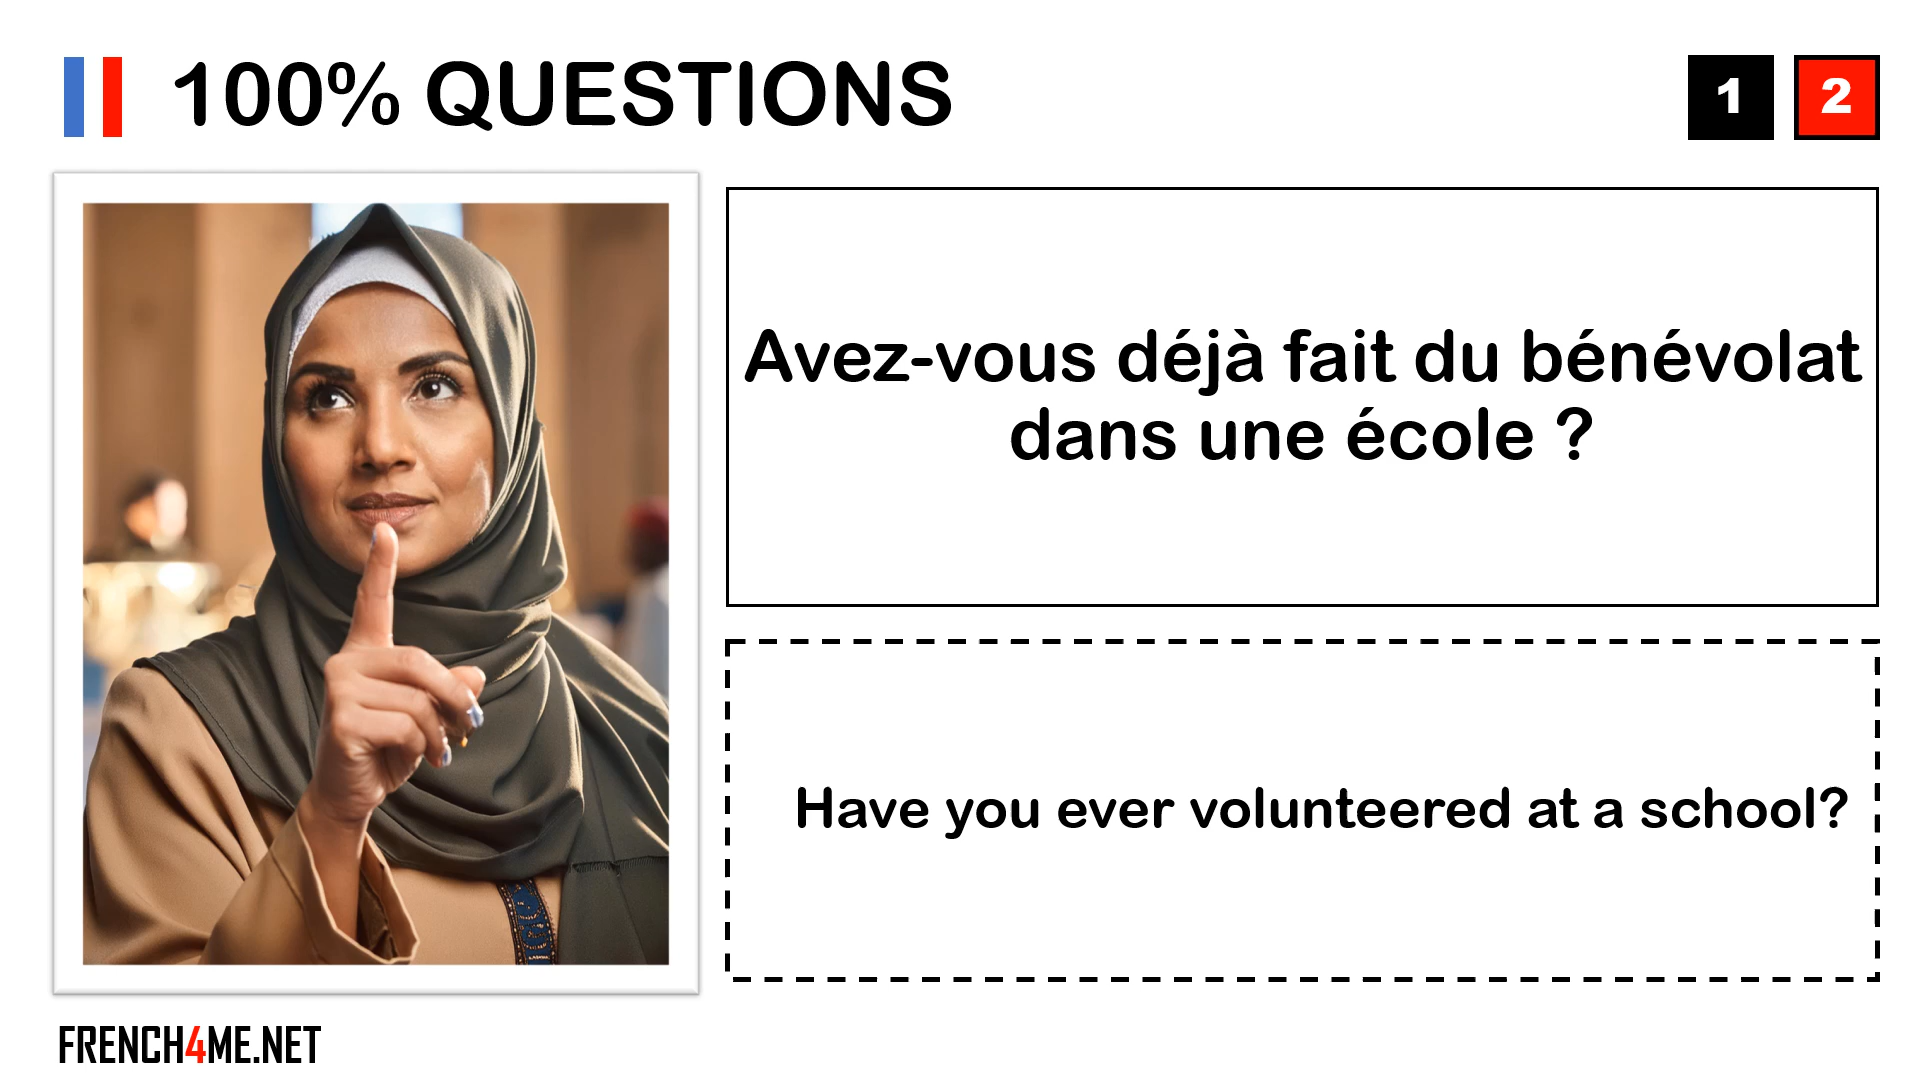 100% QUESTIONS
1
2
Avez-vous déjà fait du bénévolat
dans une école ?
Have you ever volunteered at a school?
FRENCH4ME.NET